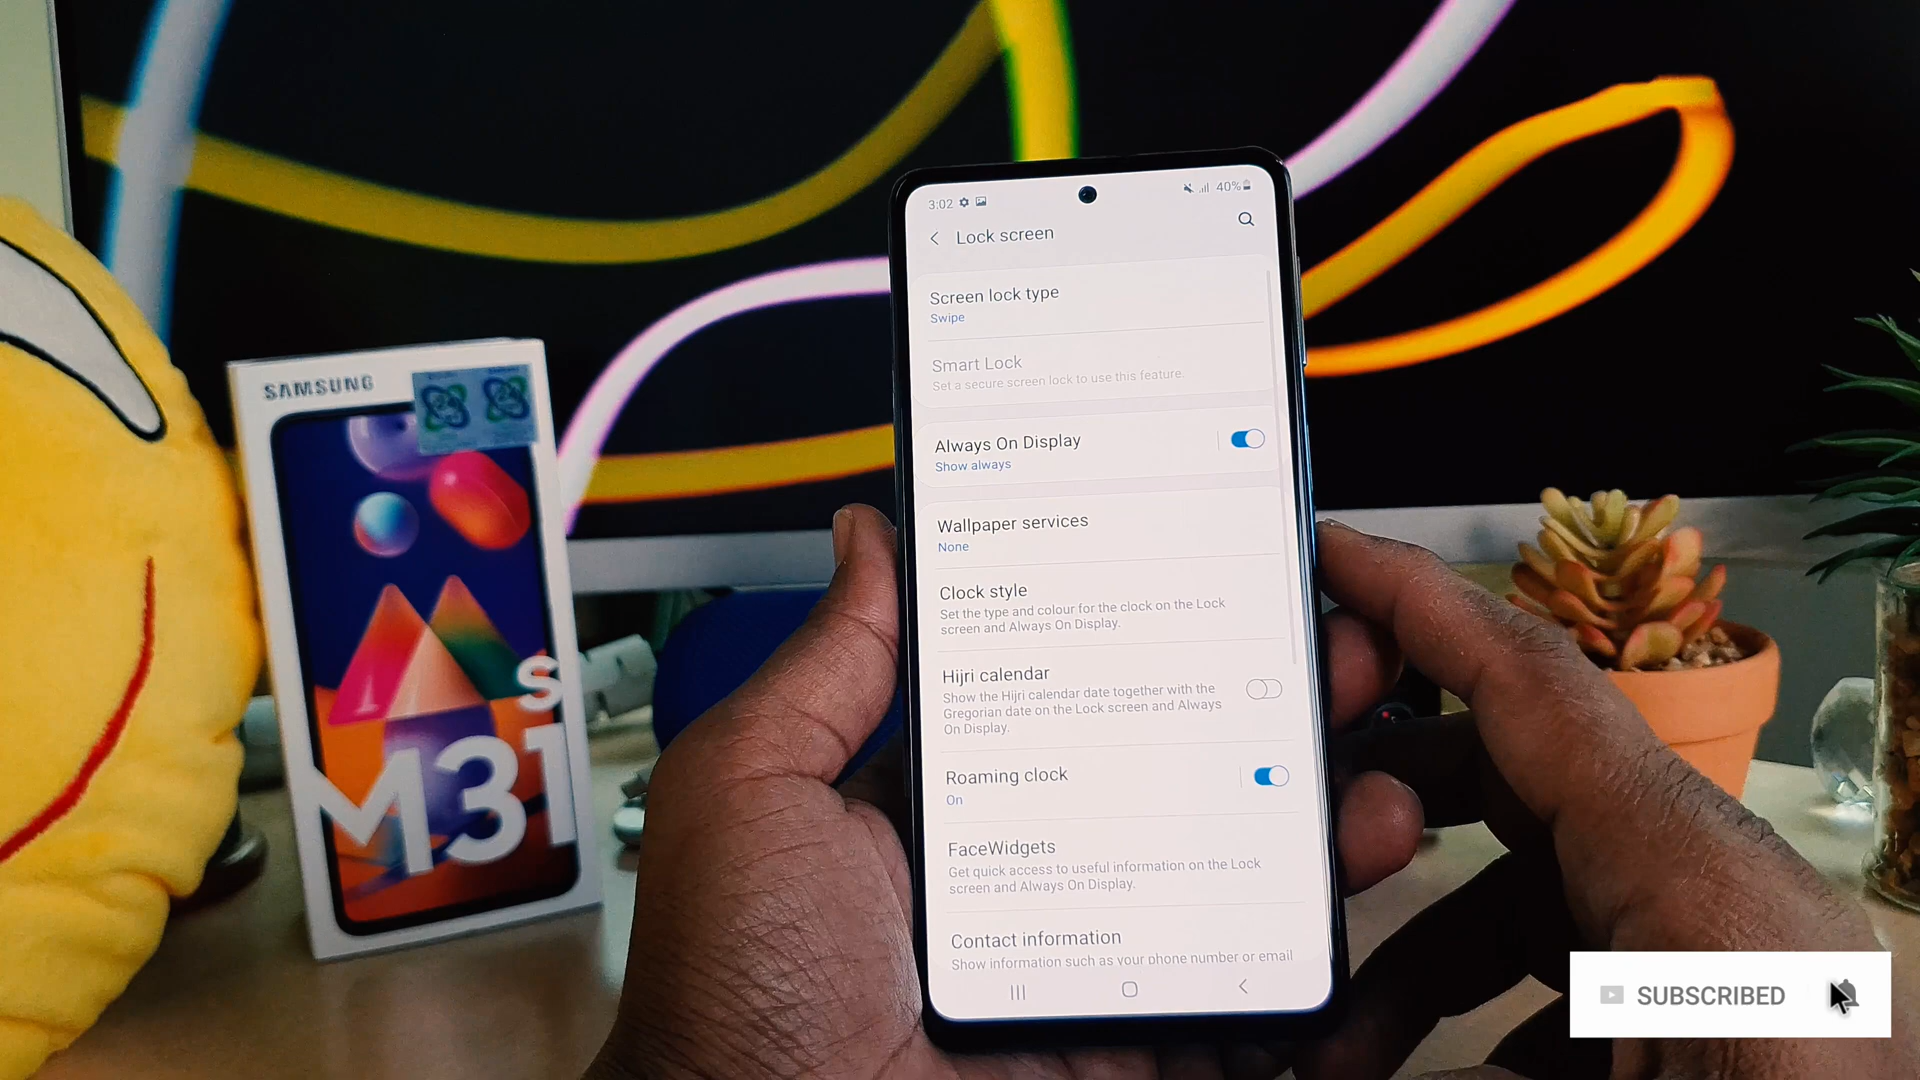 SAMSUNG
M31
s
3:02
40%
Lock screen
Screen lock type
Swipe
Smart Lock
Set a secure screen lock to use this feature.
Always On Display
Show always
Wallpaper services
None
Clock style
Set the type and colour for the clock on the Lock
screen and Always On Display.
Hijri calendar
Show the Hijri calendar date together with the
Gregorian date on the Lock screen and Always
On Display.
Roaming clock
On
FaceWidgets
Get quick access to useful information on the Lock
screen and Always On Display.
Contact information
Show information such as your phone number or email
SUBSCRIBED